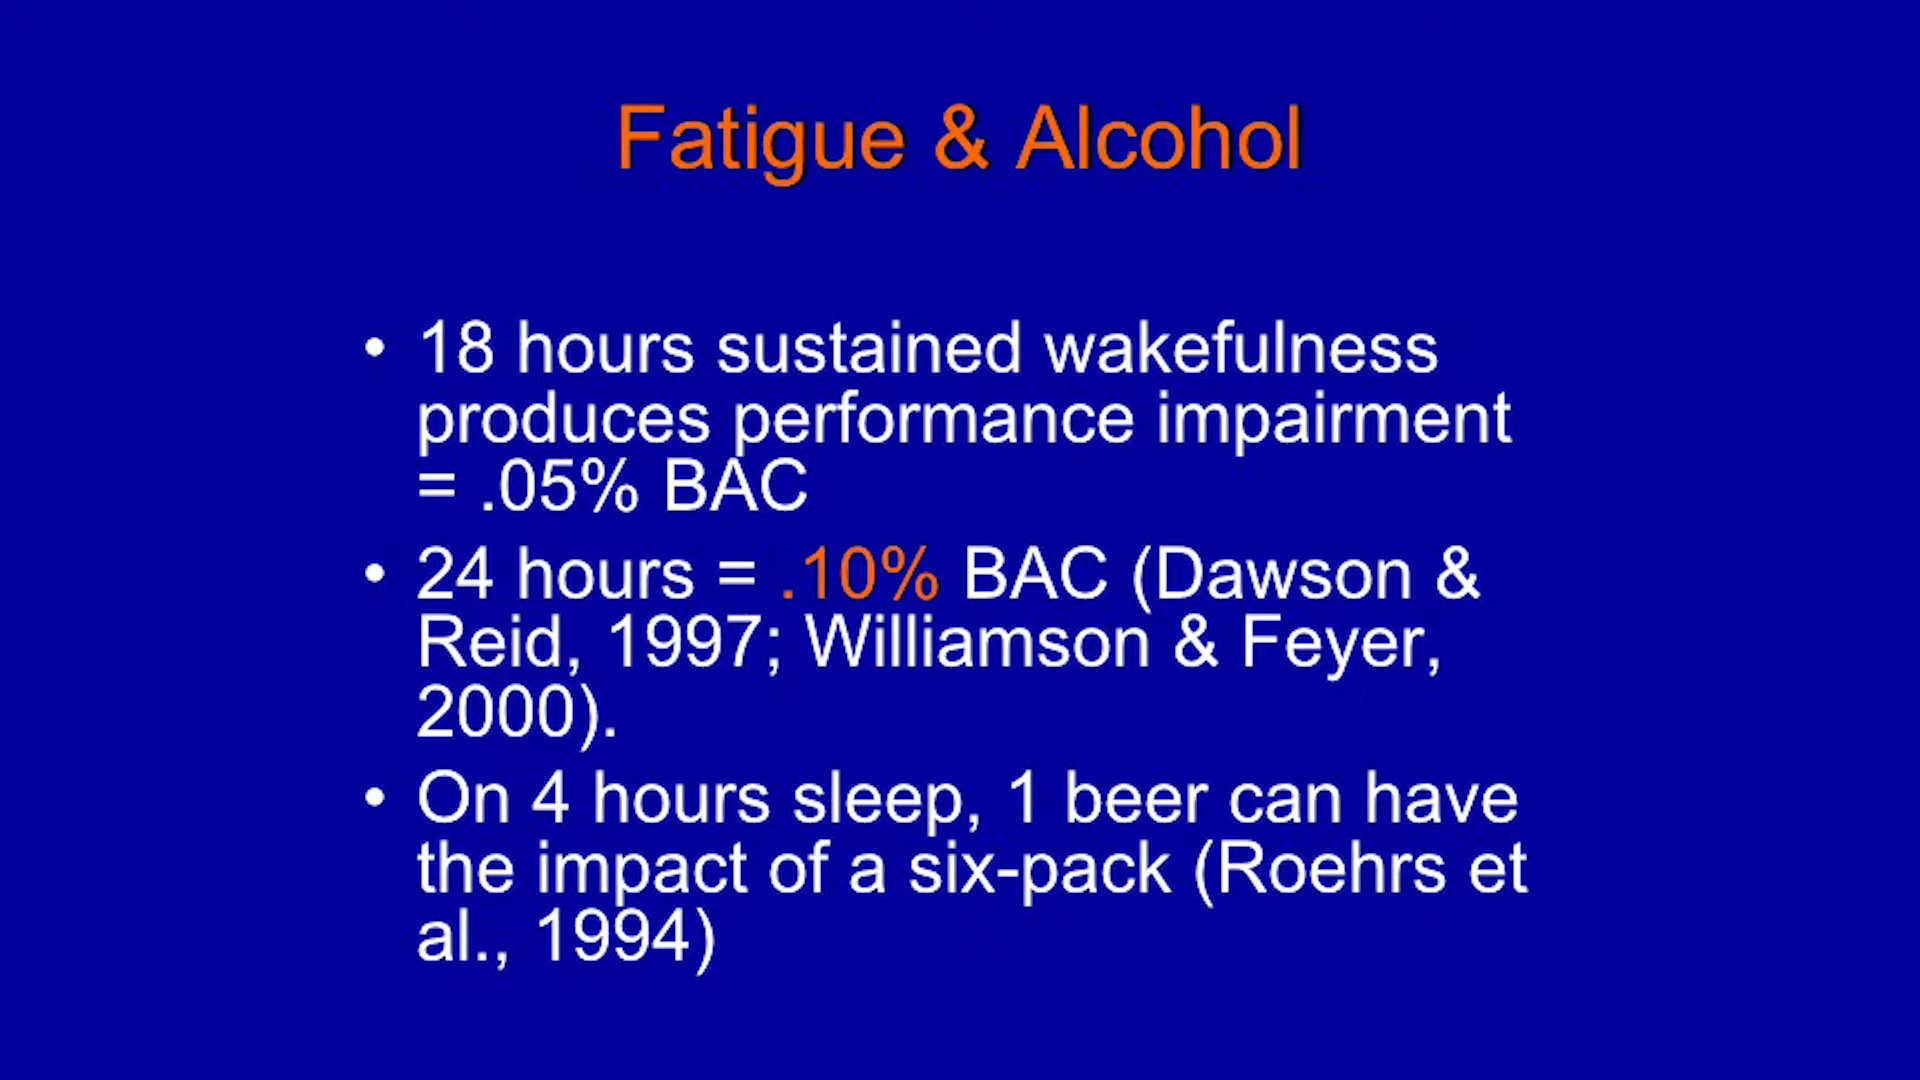 Fatigue & Alcohol
• 18 hours sustained wakefulness
produces performance impairment
= .05% BAC
• 24 hours = .10% BAC (Dawson &
Reid, 1997; Williamson & Feyer,
2000).
• On 4 hours sleep, 1 beer can have
the impact of a six-pack (Roehrs et
al., 1994)